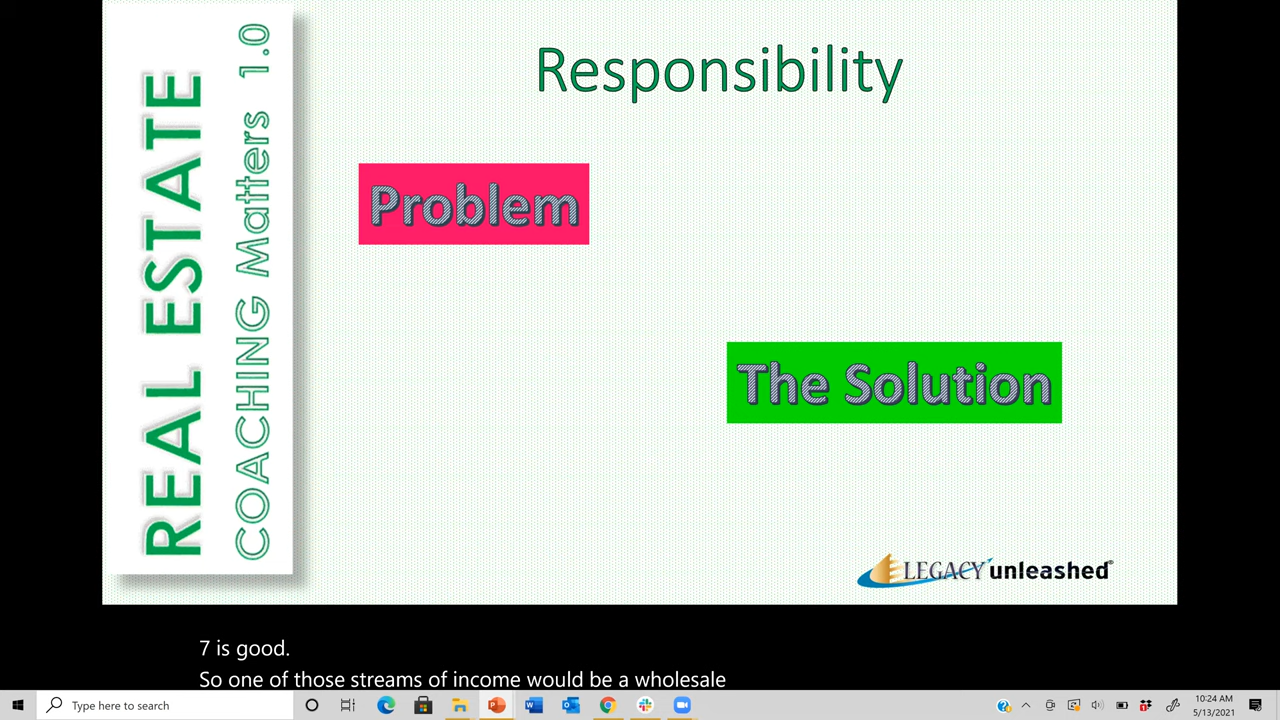 REAL ESTATE
COACHING Matters 1.0
Responsibility
Problem
The Solution
LEGACY unleashed®
7 is good.
So one of those streams of income would be a wholesale
Type here to search
10:24 AM
5/13/2021